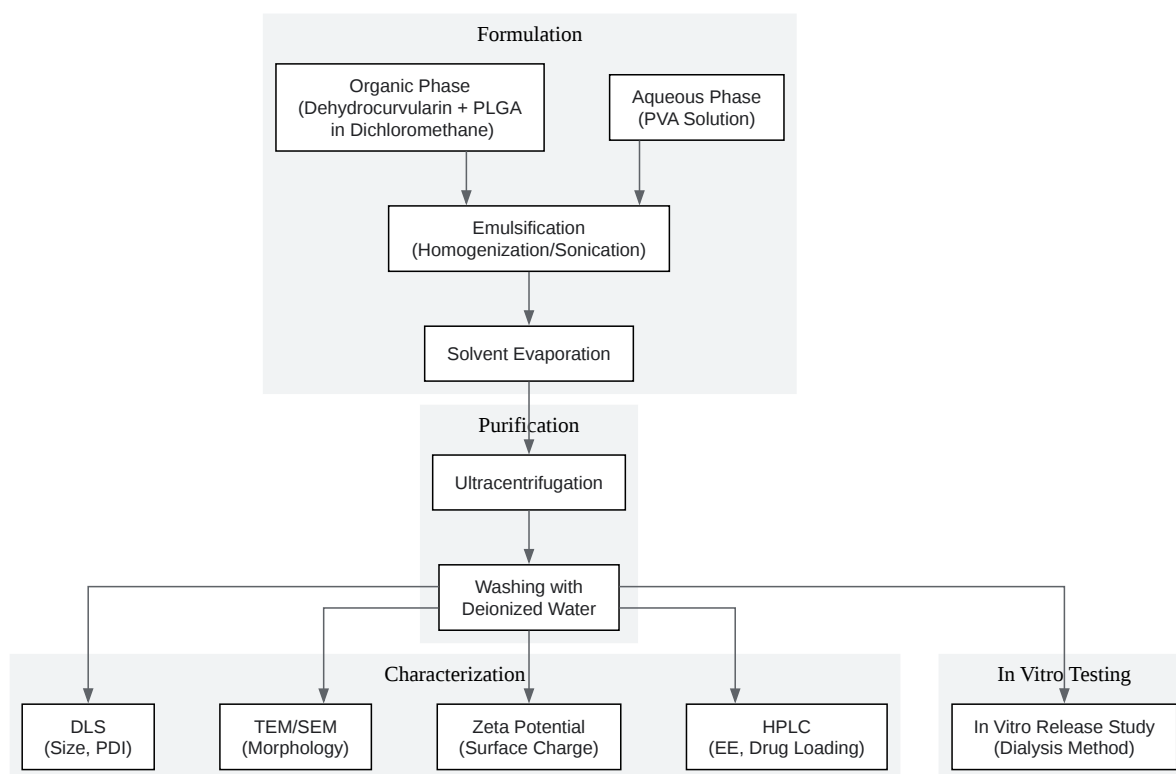 Formulation
Organic Phase
(Dehydrocurvularin + PLGA
in Dichloromethane)
Aqueous Phase
(PVA Solution)
Emulsification
(Homogenization/Sonication)
Solvent Evaporation
Purification
Ultracentrifugation
Washing with
Deionized Water
Characterization
In Vitro Testing
DLS
(Size, PDI)
TEM/SEM
(Morphology)
Zeta Potential
(Surface Charge)
HPLC
(EE, Drug Loading)
In Vitro Release Study
(Dialysis Method)